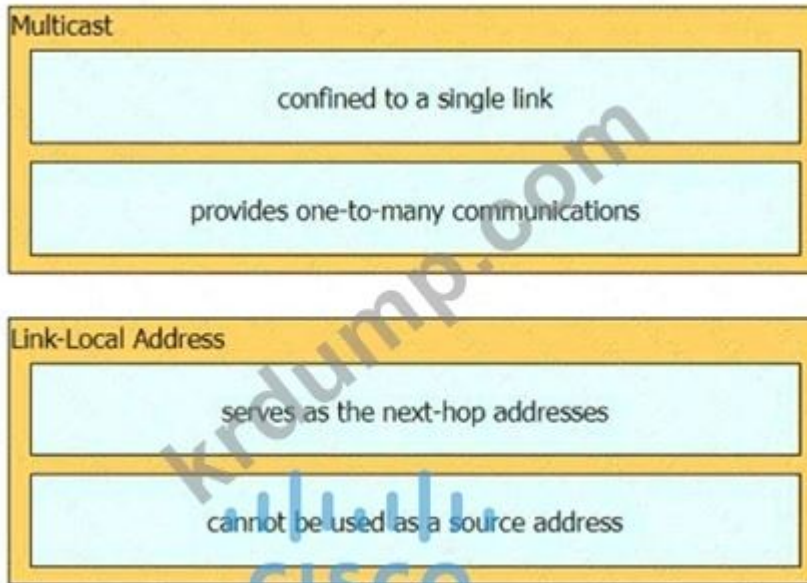 Multicast
confined to a single link
provides one-to-many communications
Link-Local Address
serves as the next-hop addresses
cannot be used as a source address
krdump.com
CISCO